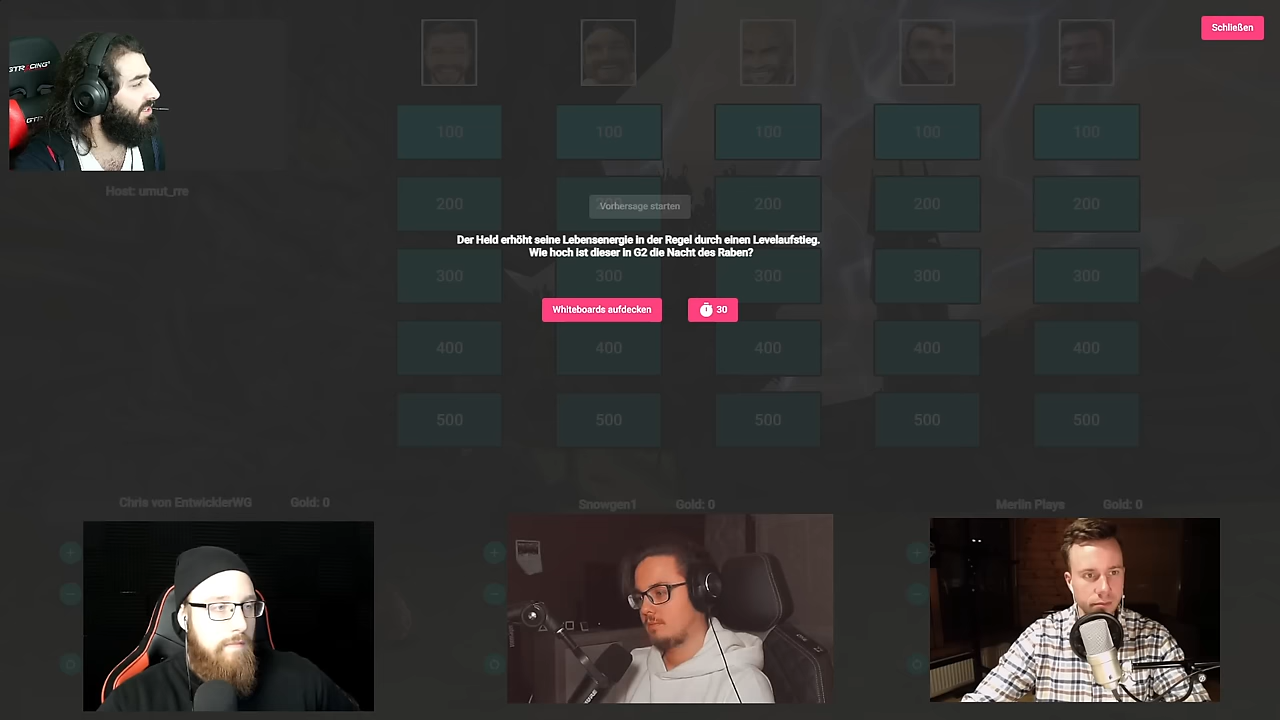 Schließen
GTRACING
GTR
100
100
100
100
100
Host: umut_rre
200
200
200
200
200
Vorhersage starten
Der Held erhöht seine Lebensenergie in der Regel durch einen Levelaufstieg.
Wie hoch ist dieser in G2 die Nacht des Raben?
300
300
300
300
300
Whiteboards aufdecken
30
400
400
400
400
400
500
500
500
500
500
Chris von EntwicklerWG Gold: 0
Snowgen1 Gold: 0
Merlin Plays Gold: 0